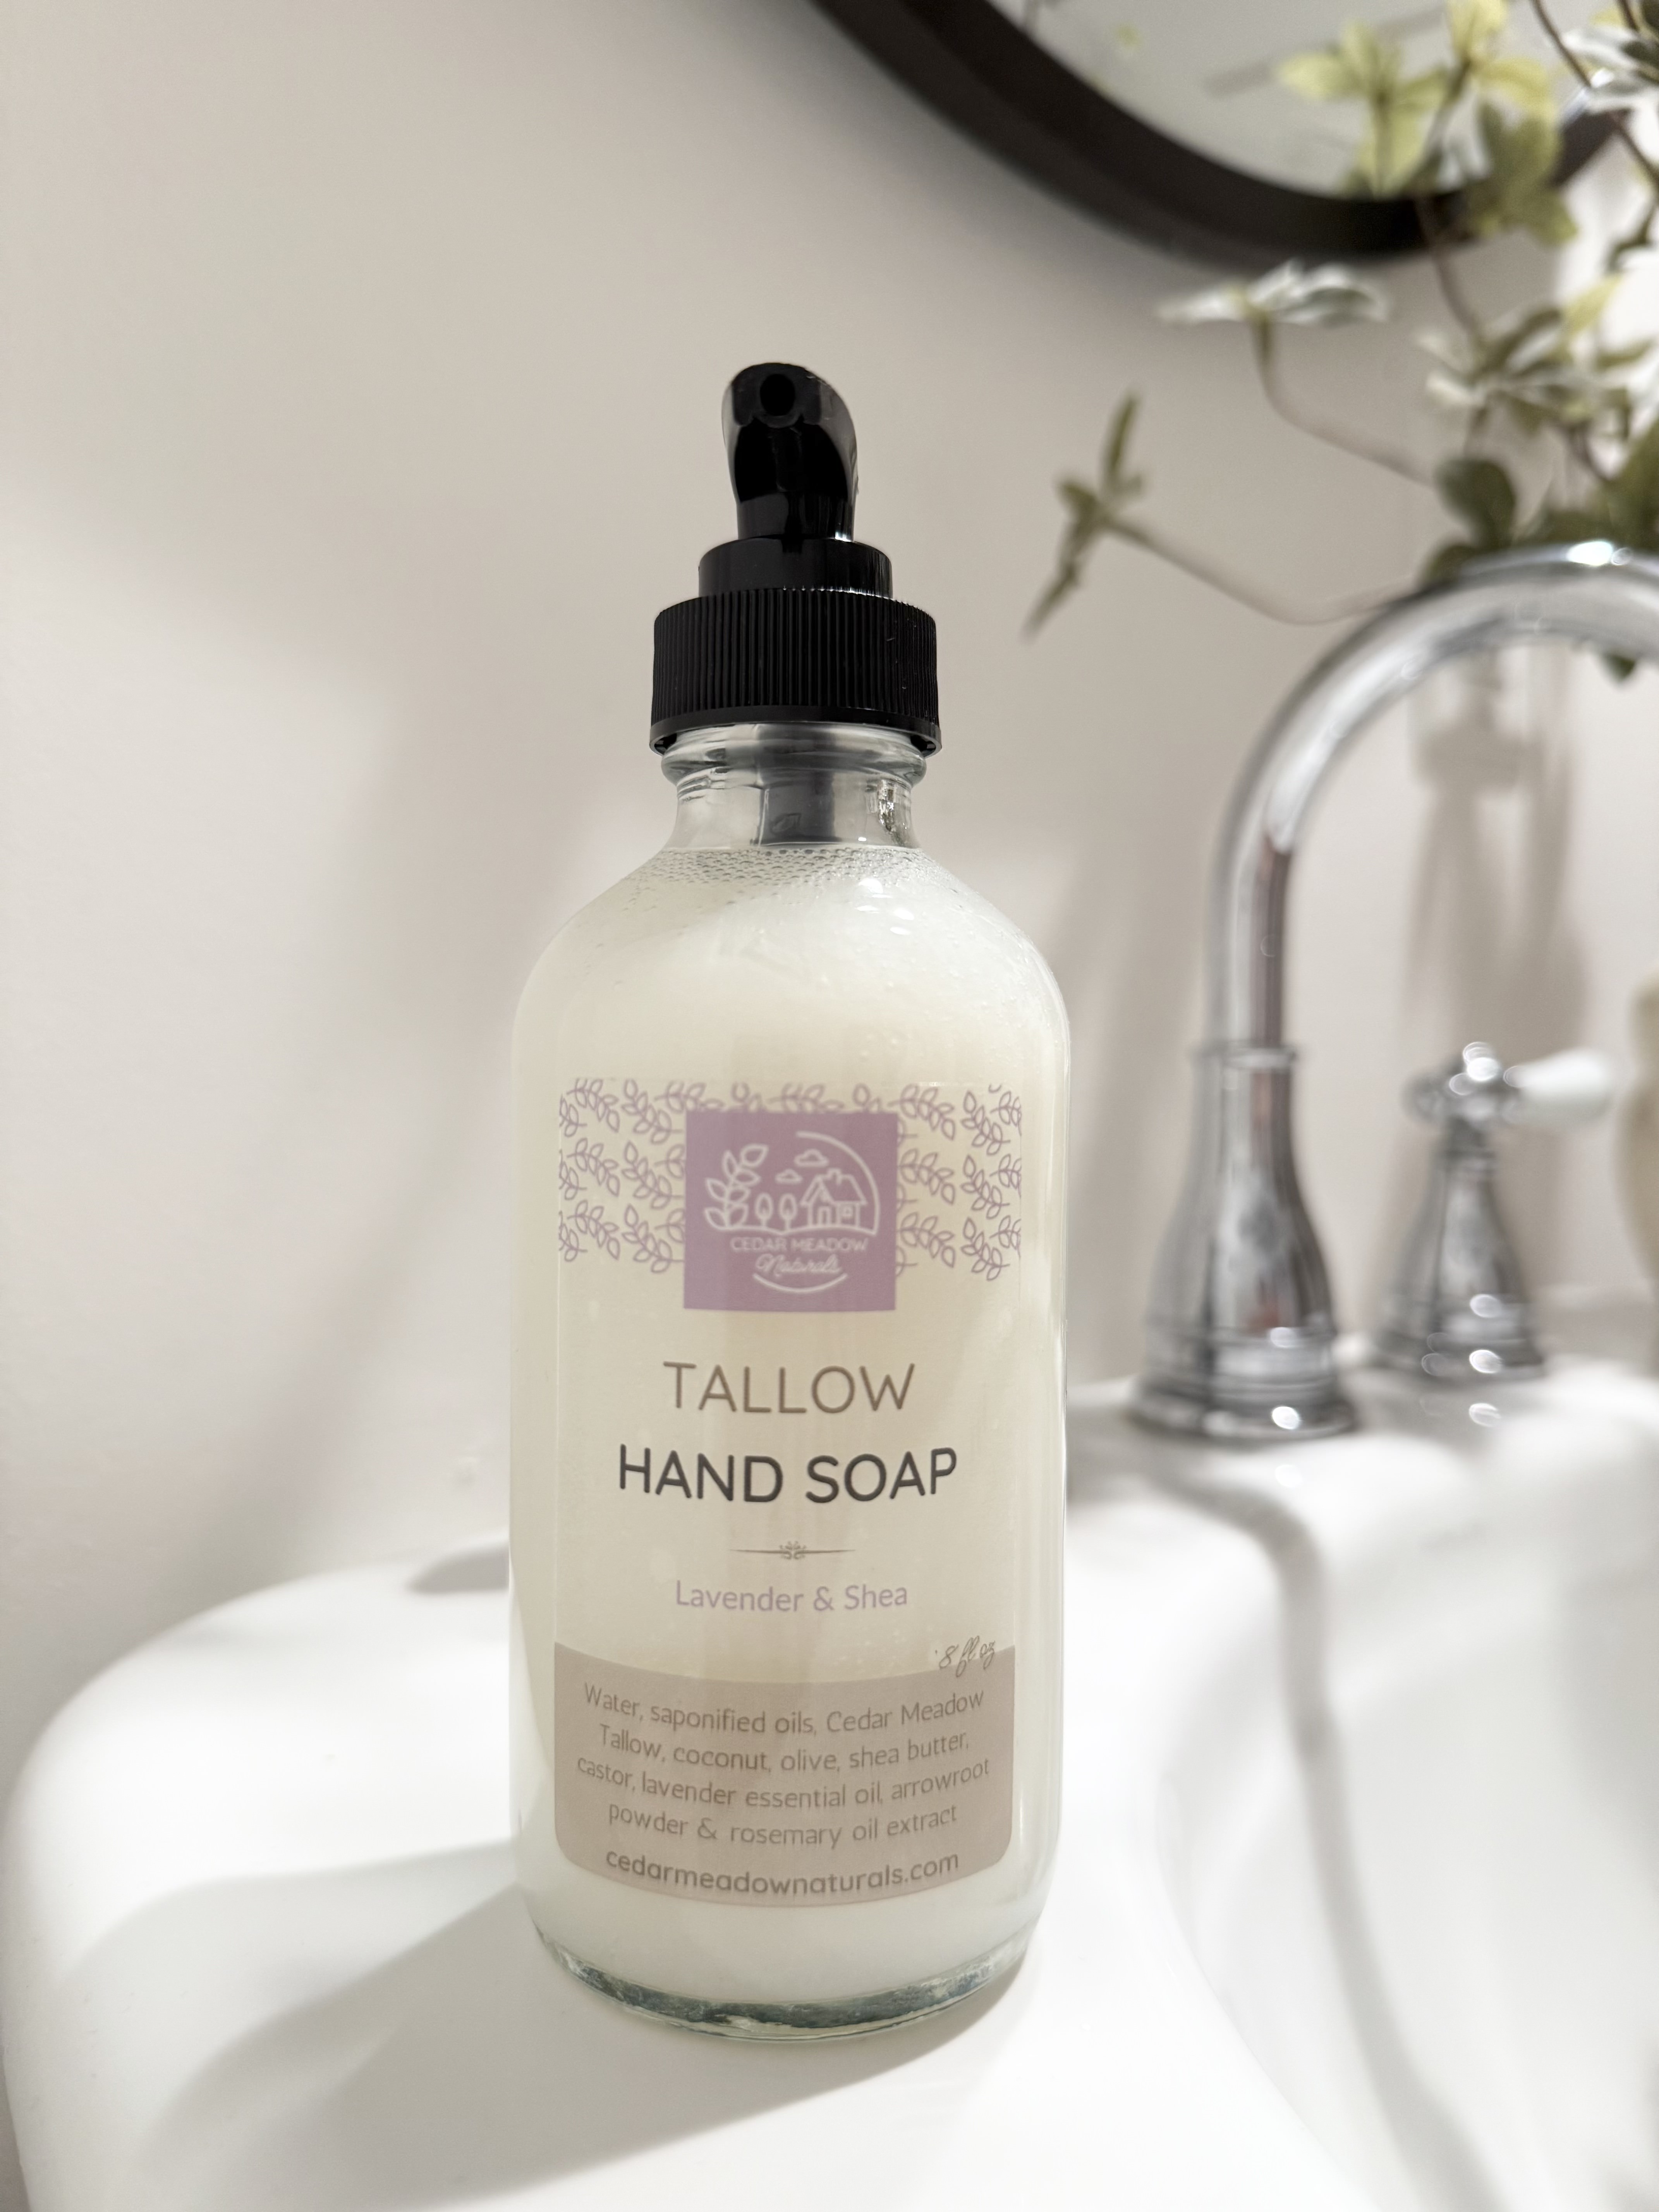 CEDAR MEADOW
Naturals
TALLOW
HAND SOAP
Lavender & Shea
8 fl oz
Water, saponified oils, Cedar Meadow
Tallow, coconut, olive, shea butter,
castor, lavender essential oil, arrowroot
powder & rosemary oil extract
cedarmeadownaturals.com